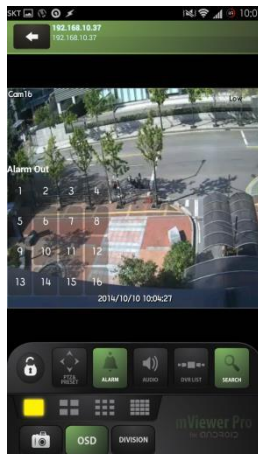 SKT 10:0
192.168.10.37
192.168.10.37
Cam16 Low
Alarm Out
1 2 3 4
5 6 7 8
9 10 11 12
13 14 15 16
2014/10/10 10:04:27
PTZ& PRESET ALARM AUDIO DVR LIST SEARCH
mViewer Pro
for ANDROID
OSD DIVISION